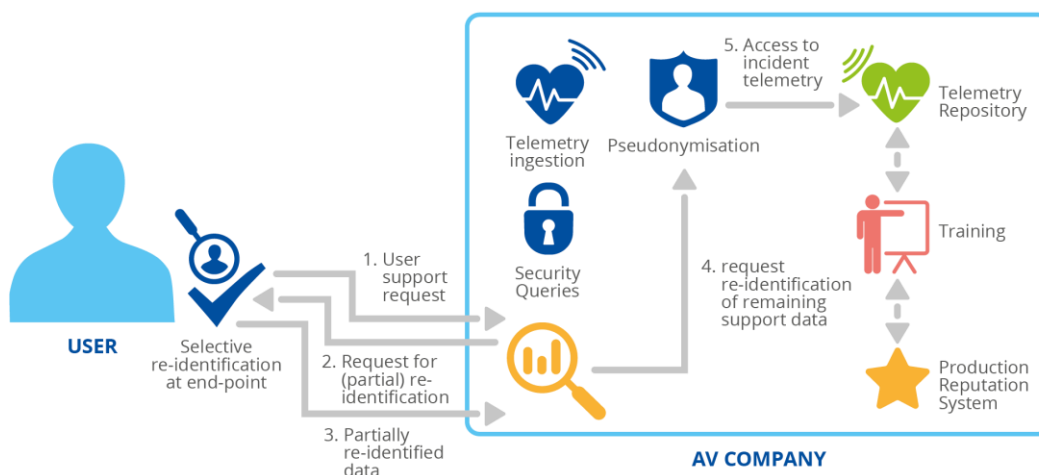 5. Access to
incident
telemetry
Telemetry
ingestion
Pseudonymisation
Telemetry
Repository
1. User
support
request
Security
Queries
4. request
re-identification
of remaining
support data
Training
USER
Selective
re-identification
at end-point
2. Request for
(partial) re-
identification
3. Partially
re-identified
data
Production
Reputation
System
AV COMPANY